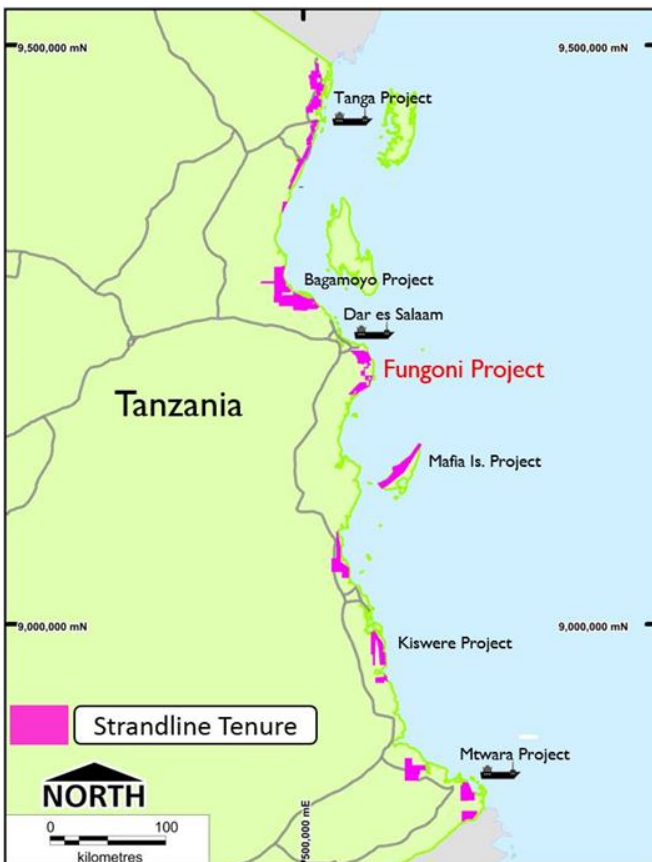 9,500,000 mN
9,500,000 mN
Tanga Project
Bagamoyo Project
Dar es Salaam
Fungoni Project
Tanzania
Mafia Is. Project
9,000,000 mN
9,000,000 mN
Kiswere Project
Strandline Tenure
Mtwara Project
NORTH
0
100
kilometres
500,000 mE